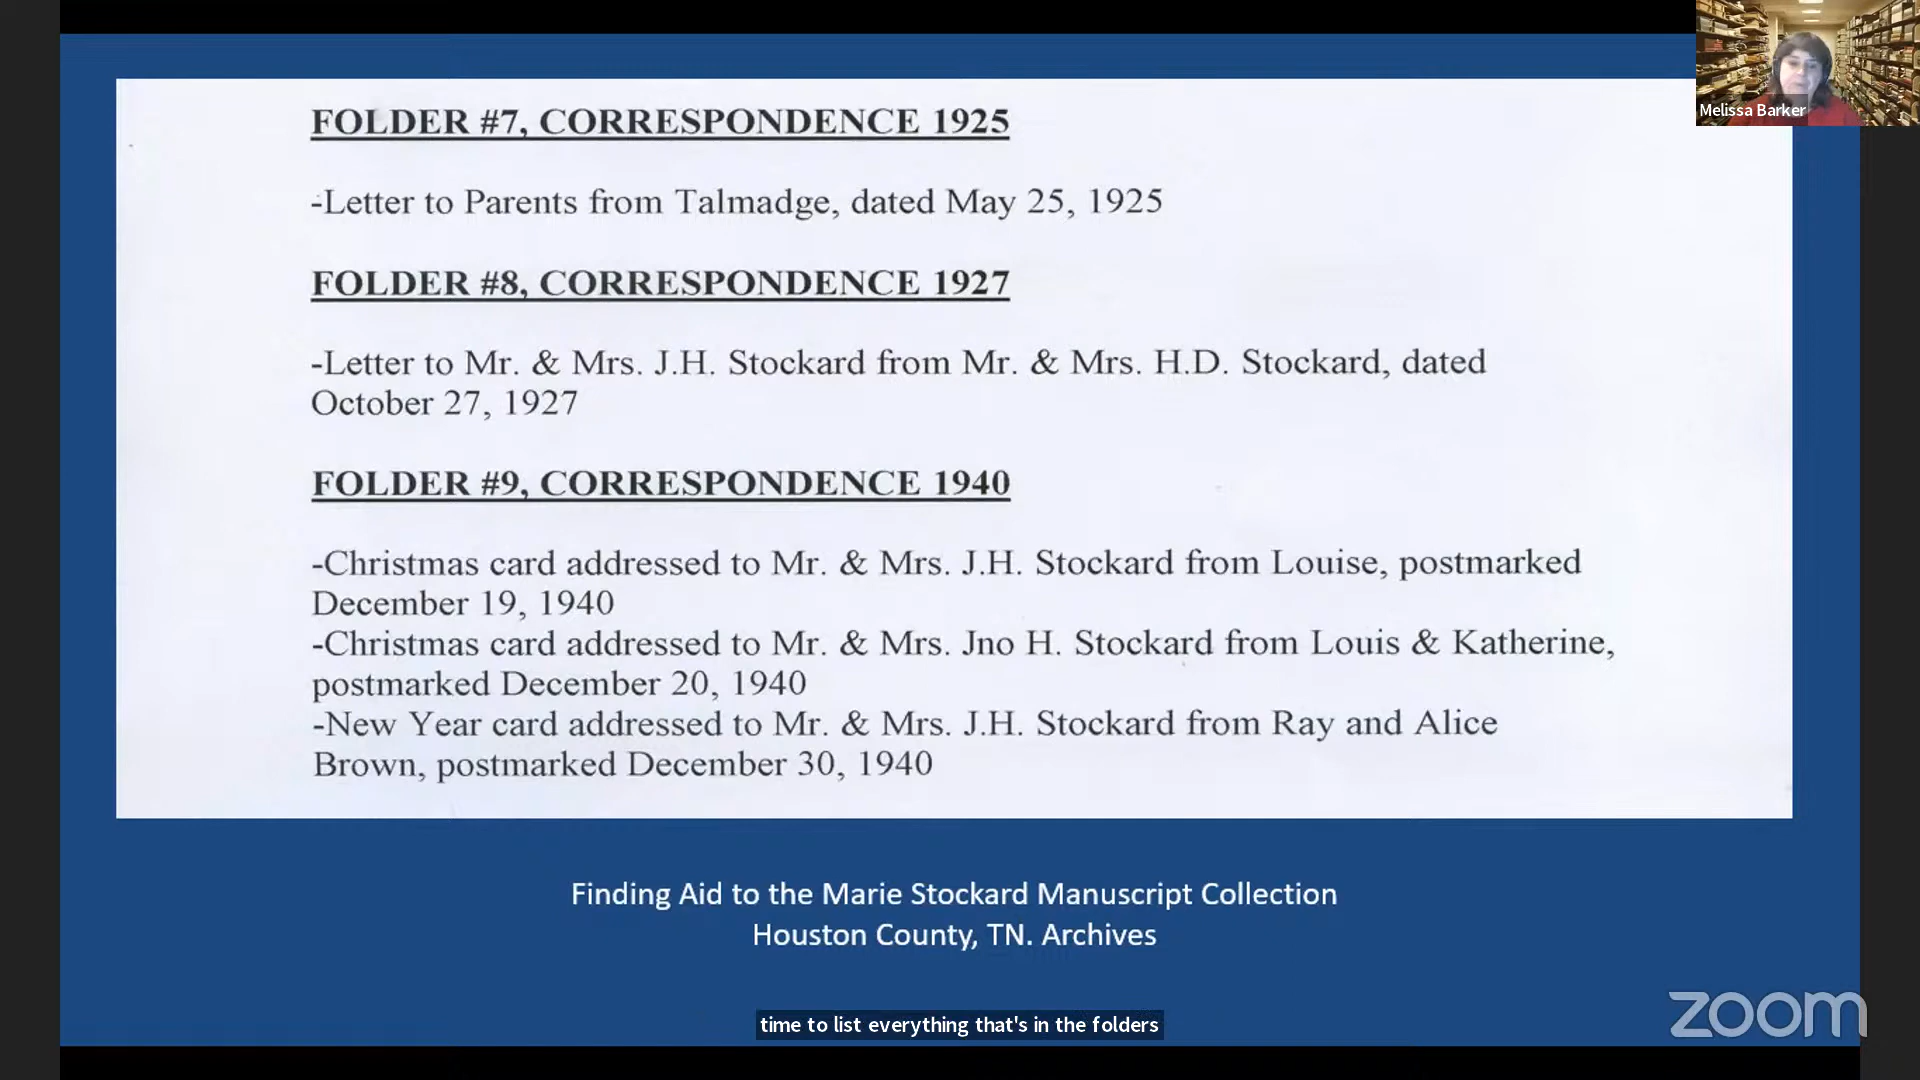 Melissa Barker
FOLDER #7, CORRESPONDENCE 1925
-Letter to Parents from Talmadge, dated May 25, 1925
FOLDER #8, CORRESPONDENCE 1927
-Letter to Mr. & Mrs. J.H. Stockard from Mr. & Mrs. H.D. Stockard, dated
October 27, 1927
FOLDER #9, CORRESPONDENCE 1940
-Christmas card addressed to Mr. & Mrs. J.H. Stockard from Louise, postmarked
December 19, 1940
-Christmas card addressed to Mr. & Mrs. Jno H. Stockard from Louis & Katherine,
postmarked December 20, 1940
-New Year card addressed to Mr. & Mrs. J.H. Stockard from Ray and Alice
Brown, postmarked December 30, 1940
Finding Aid to the Marie Stockard Manuscript Collection
Houston County, TN. Archives
time to list everything that's in the folders
zoom